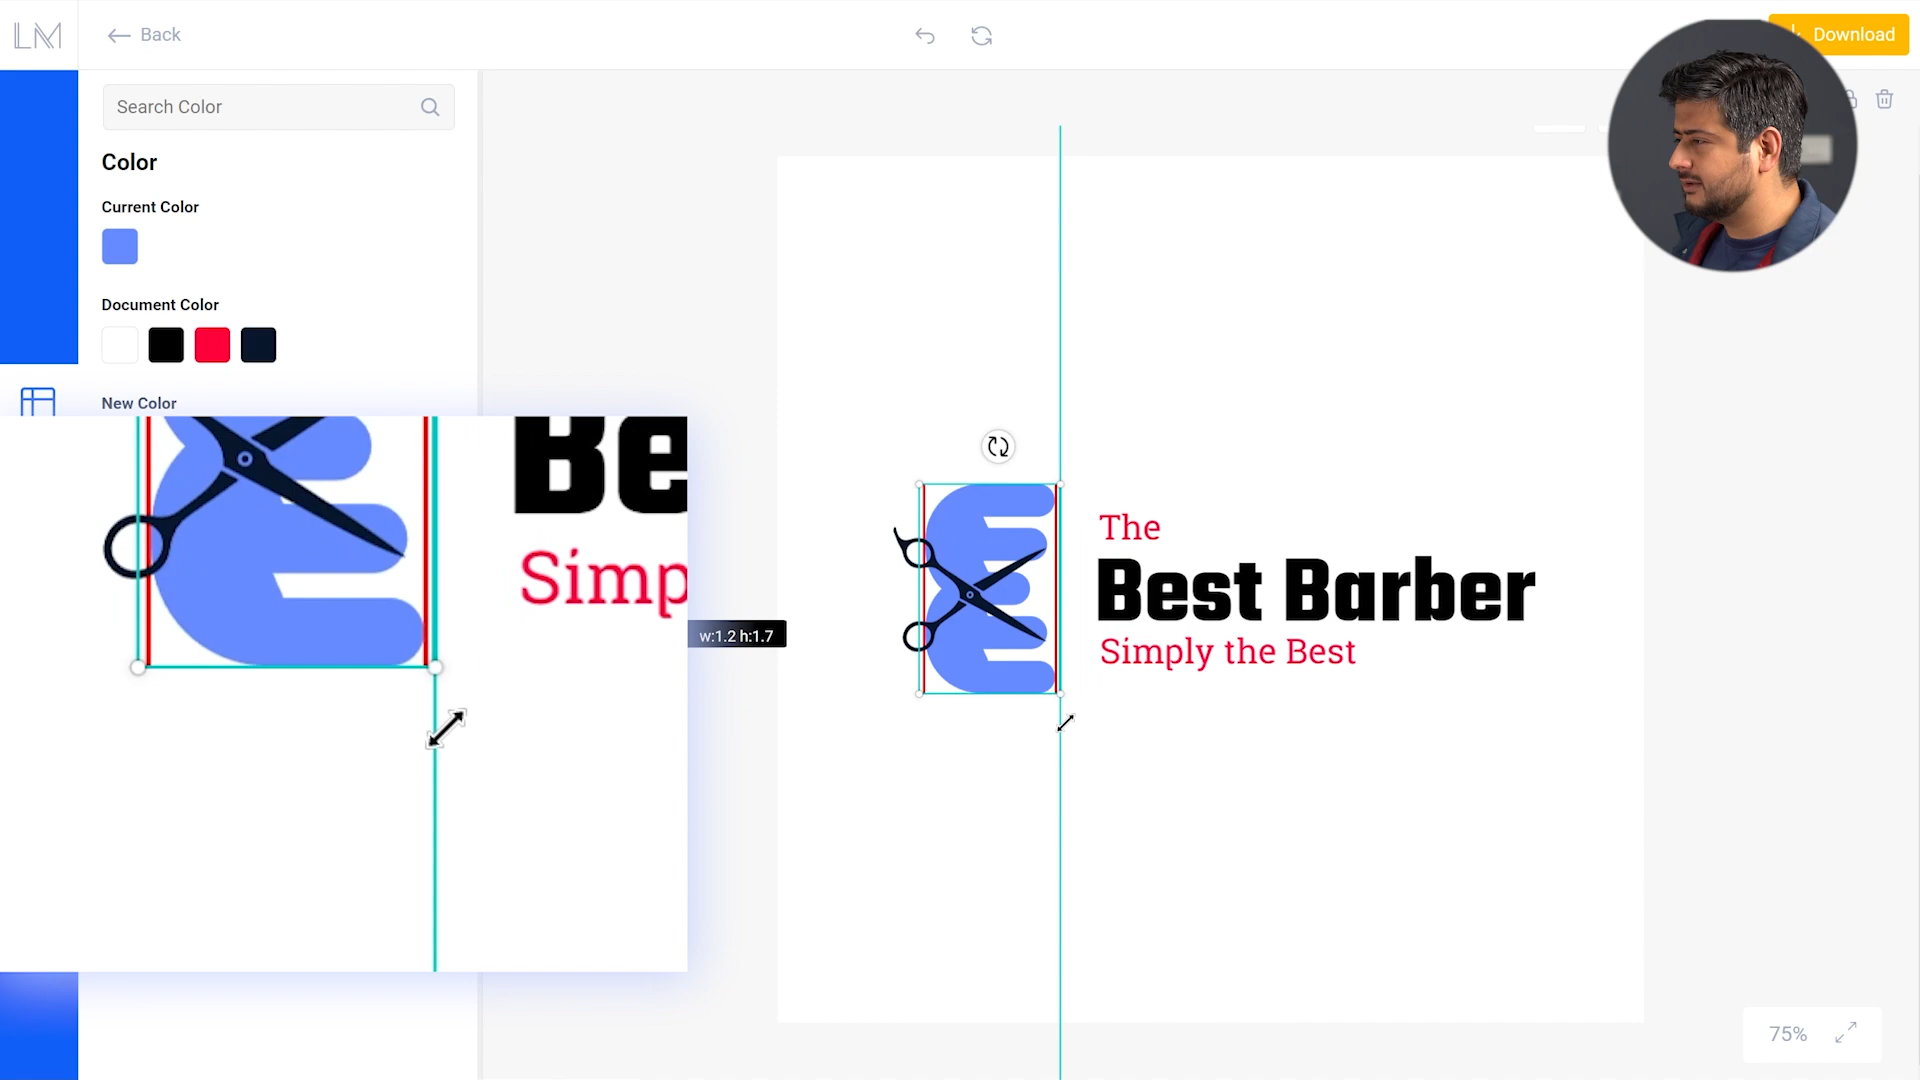 LM
Back
Download
Search Color
Color
Current Color
Document Color
New Color
Be
Simp
w:1.2 h:1.7
The
Best Barber
Simply the Best
75%